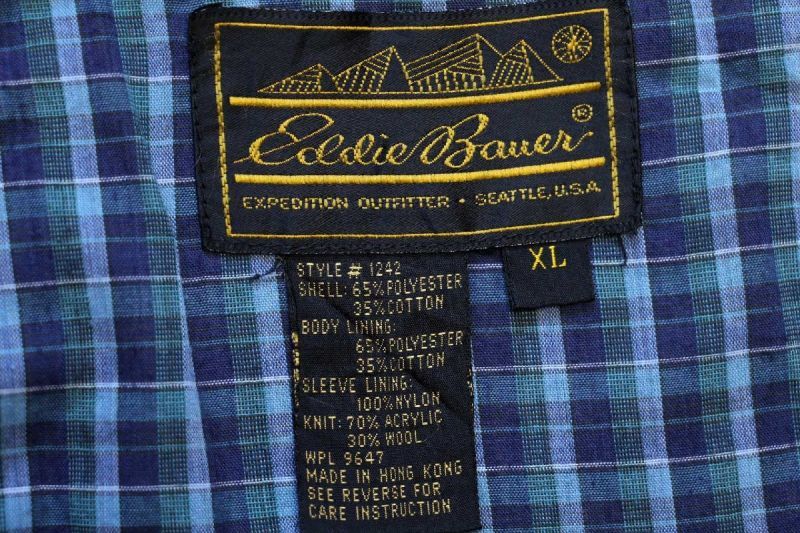 Eddie Bauer®
EXPEDITION OUTFITTER • SEATTLE, U.S.A.
XL
STYLE # 1242
SHELL: 65% POLYESTER
35% COTTON
BODY LINING:
65% POLYESTER
35% COTTON
SLEEVE LINING:
100% NYLON
KNIT: 70% ACRYLIC
30% WOOL
WPL 9647
MADE IN HONG KONG
SEE REVERSE FOR
CARE INSTRUCTION